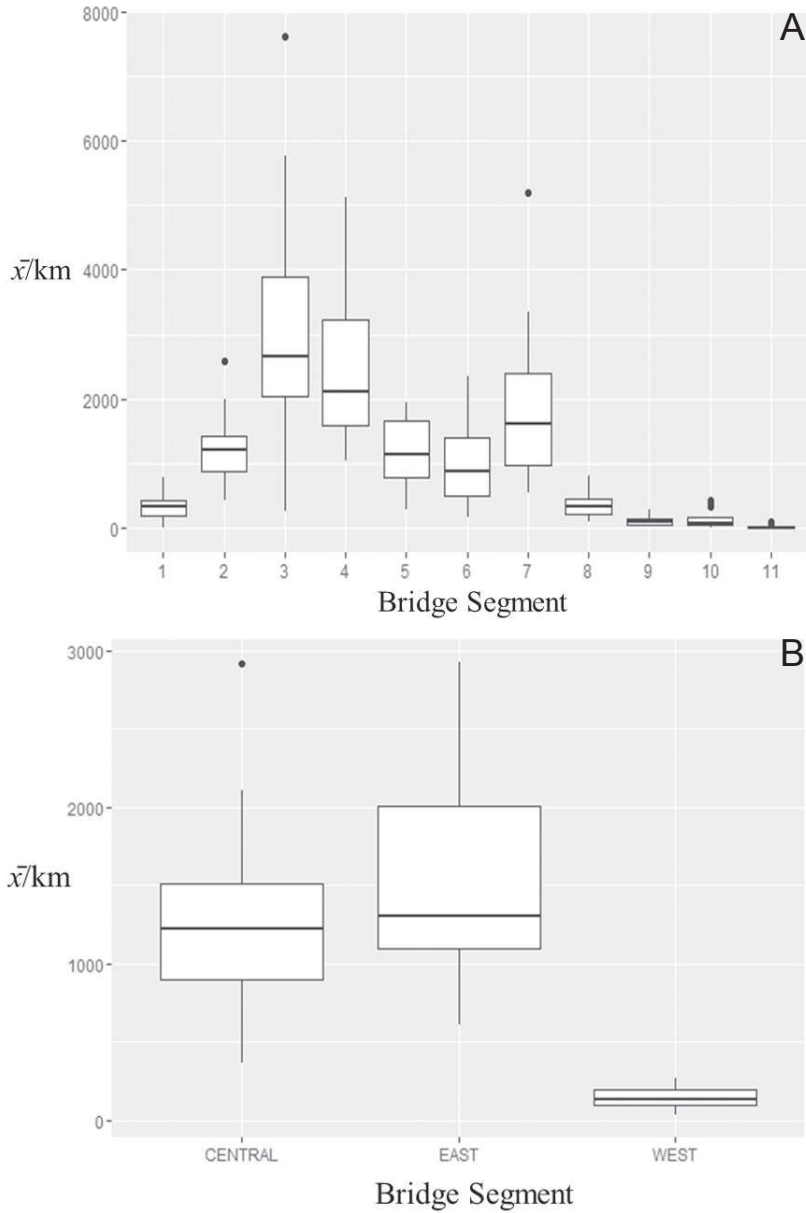 A
8000
6000
x̄/km 4000
2000
0
1 2 3 4 5 6 7 8 9 10 11
Bridge Segment
B
3000
2000
x̄/km
1000
0
CENTRAL EAST WEST
Bridge Segment